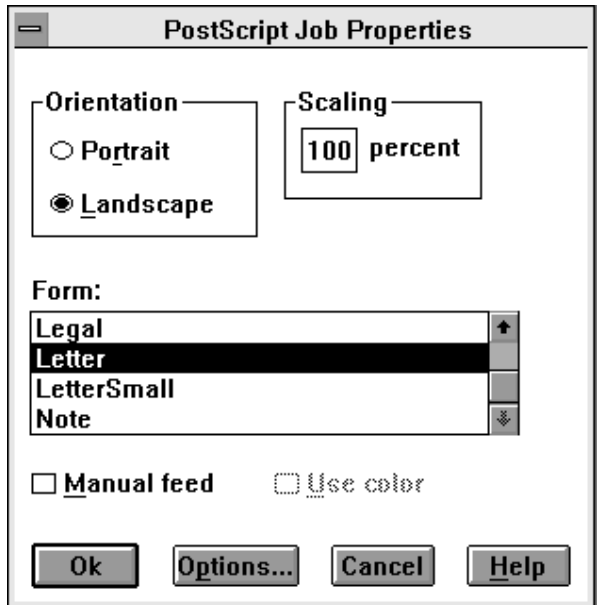 PostScript Job Properties
Orientation
Scaling
Portrait
100 percent
Landscape
Form:
Legal
Letter
LetterSmall
Note
Manual feed
Use color
Ok
Options...
Cancel
Help